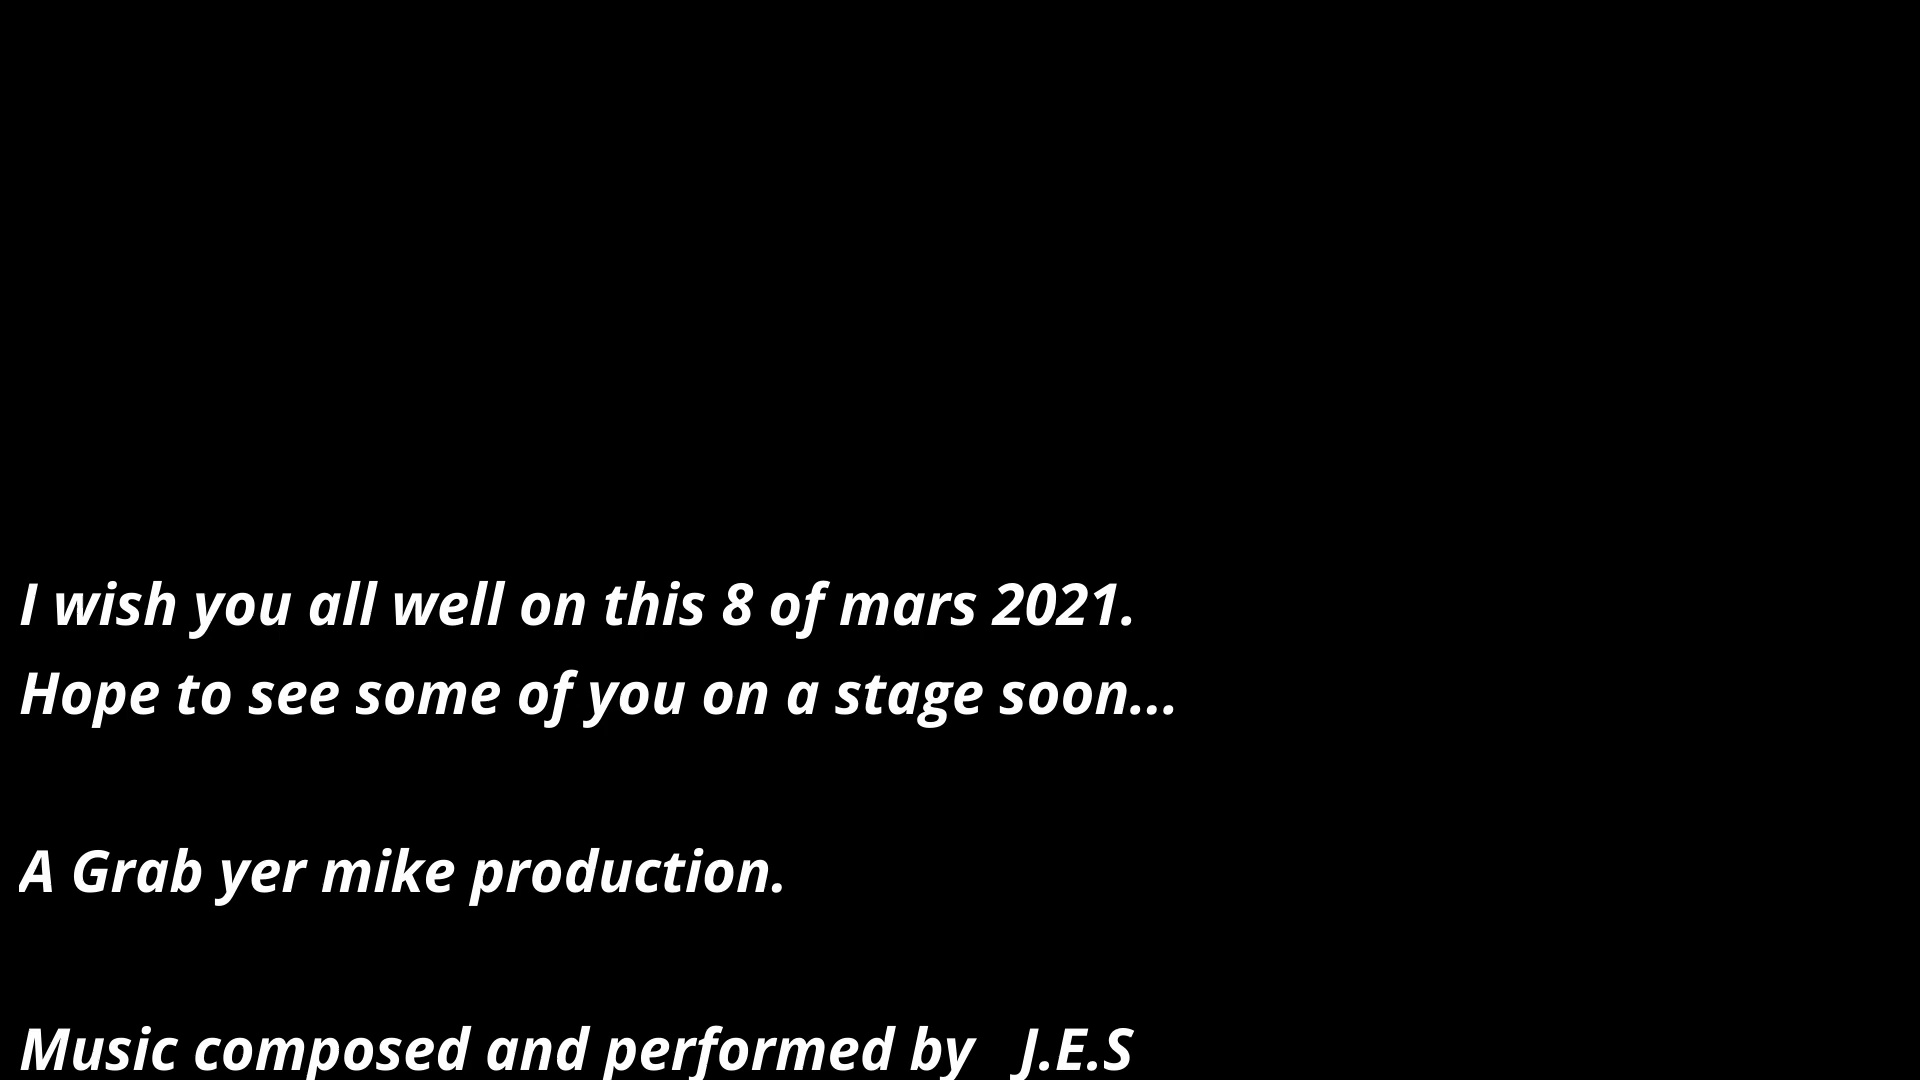 I wish you all well on this 8 of mars 2021.
Hope to see some of you on a stage soon...
A Grab yer mike production.
Music composed and performed by   J.E.S